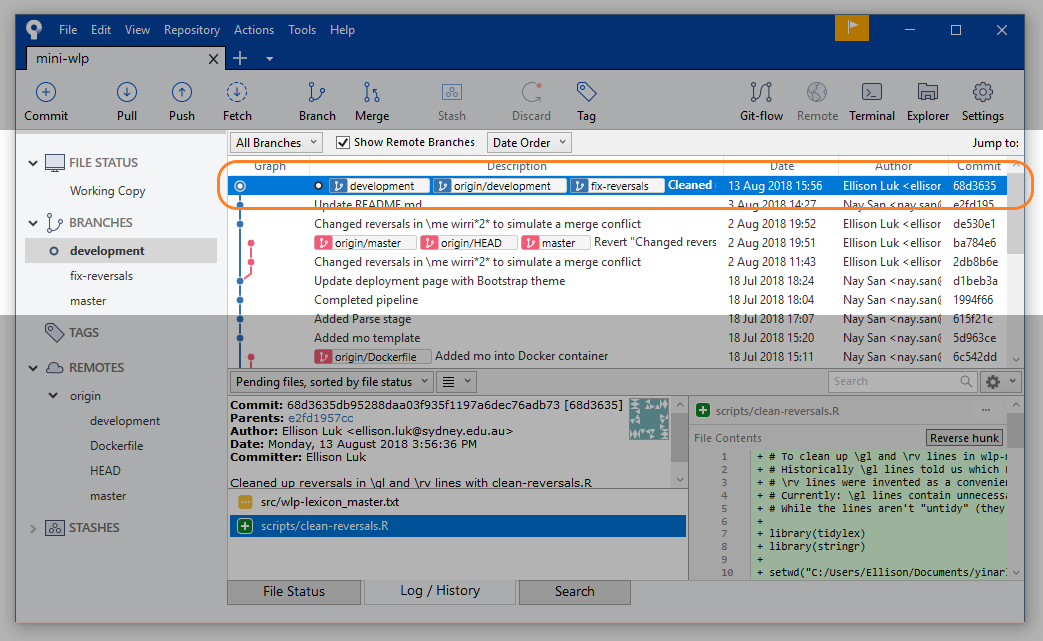 File Edit View Repository Actions Tools Help
mini-wlp
Commit Pull Push Fetch Branch Merge Stash Discard Tag Git-flow Remote Terminal Explorer Settings
All Branches Show Remote Branches Date Order Jump to:
FILE STATUS
Working Copy
BRANCHES
development
fix-reversals
master
TAGS
REMOTES
origin
development
Dockerfile
HEAD
master
STASHES
Graph Description Date Author Commit
development origin/development fix-reversals Cleaned 13 Aug 2018 15:56 Ellison Luk <ellison 68d3635
Update README.md 3 Aug 2018 14:27 Nay San <nay.san@ e2fd195
Changed reversals in \me wirri*2* to simulate a merge conflict 2 Aug 2018 19:52 Ellison Luk <ellison de530e1
origin/master origin/HEAD master Revert "Changed revers 2 Aug 2018 19:51 Ellison Luk <ellison ba784e6
Changed reversals in \me wirri*2* to simulate a merge conflict 2 Aug 2018 11:43 Ellison Luk <ellison 2db8b6e
Update deployment page with Bootstrap theme 18 Jul 2018 18:24 Nay San <nay.san@ d1beb3a
Completed pipeline 18 Jul 2018 18:04 Nay San <nay.san@ 1994f66
Added Parse stage 18 Jul 2018 17:07 Nay San <nay.san@ 615f21c
Added mo template 18 Jul 2018 15:20 Nay San <nay.san@ 5d963ce
origin/Dockerfile Added mo into Docker container 18 Jul 2018 15:11 Nay San <nay.san@ 6c542dd
Pending files, sorted by file status Search
Commit: 68d3635db95288daa03f935f1197a6dec76adb73 [68d3635]
Parents: e2fd1957cc
Author: Ellison Luk <ellison.luk@sydney.edu.au>
Date: Monday, 13 August 2018 3:56:36 PM
Committer: Ellison Luk
Cleaned up reversals in \gl and \rv lines with clean-reversals.R
src/wlp-lexicon_master.txt
scripts/clean-reversals.R
scripts/clean-reversals.R ...
File Contents Reverse hunk
1 + # To clean up \gl and \rv lines in wlp-
2 + # Historically \gl lines told us which
3 + # \rv lines were invented as a convenie
4 + # Currently: \gl lines contain unnecessa
5 + # While the lines aren't "untidy" (they
6 +
7 + library(tidylex)
8 + library(stringr)
9 +
10 + setwd("C:/Users/Ellison/Documents/yinar
File Status Log / History Search